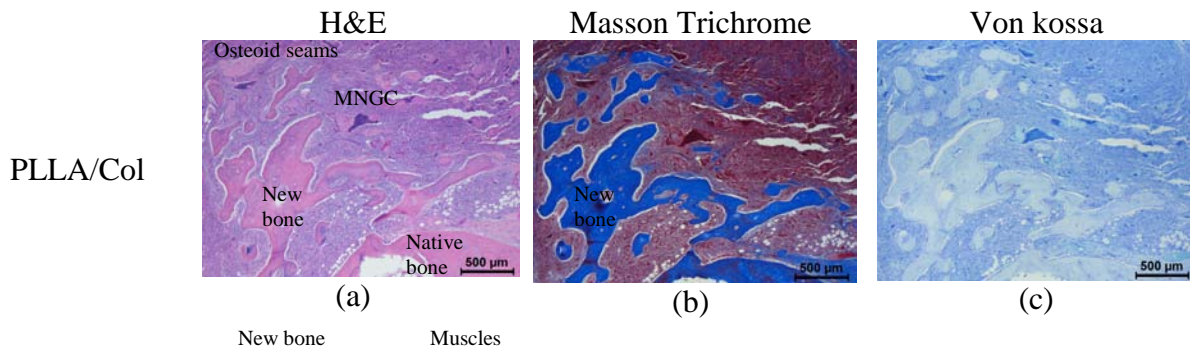 H&E
Masson Trichrome
Von kossa
Osteoid seams
MNGC
PLLA/Col
New
bone
New
bone
Native
bone
500 µm
500 µm
500 µm
(a)
(b)
(c)
New bone
Muscles